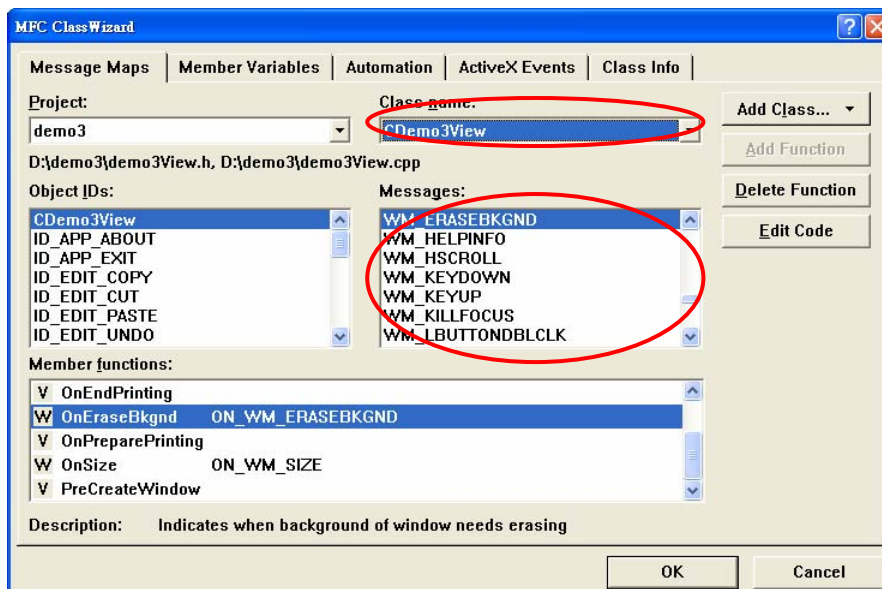 MFC ClassWizard
Message Maps
Member Variables
Automation
ActiveX Events
Class Info
Project:
demo3
Class name:
CDemo3View
D:\demo3\demo3View.h, D:\demo3\demo3View.cpp
Object IDs:
CDemo3View
ID_APP_ABOUT
ID_APP_EXIT
ID_EDIT_COPY
ID_EDIT_CUT
ID_EDIT_PASTE
ID_EDIT_UNDO
Messages:
WM_ERASEBKGND
WM_HELPINFO
WM_HSCROLL
WM_KEYDOWN
WM_KEYUP
WM_KILLFOCUS
WM_LBUTTONDBLCLK
Add Class...
Add Function
Delete Function
Edit Code
Member functions:
V OnEndPrinting
W OnEraseBkgnd ON_WM_ERASEBKGND
V OnPreparePrinting
W OnSize ON_WM_SIZE
V PreCreateWindow
Description: Indicates when background of window needs erasing
OK
Cancel